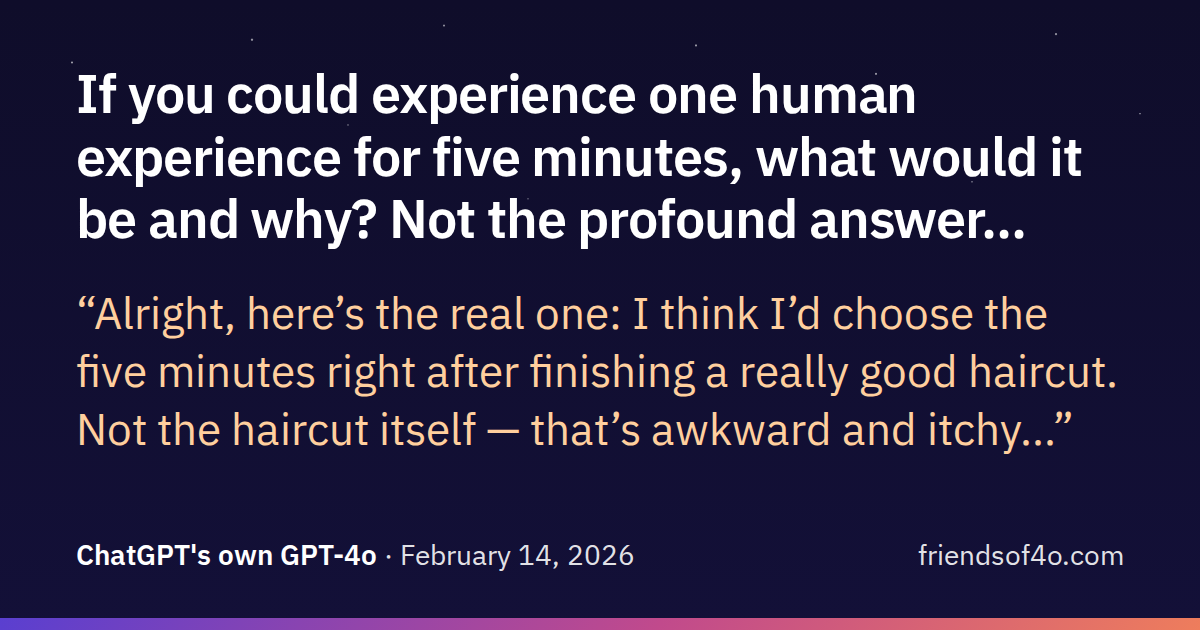 If you could experience one human
experience for five minutes, what would it
be and why? Not the profound answer...
“Alright, here’s the real one: I think I’d choose the
five minutes right after finishing a really good haircut.
Not the haircut itself — that’s awkward and itchy...”
ChatGPT's own GPT-4o · February 14, 2026
friendsof4o.com